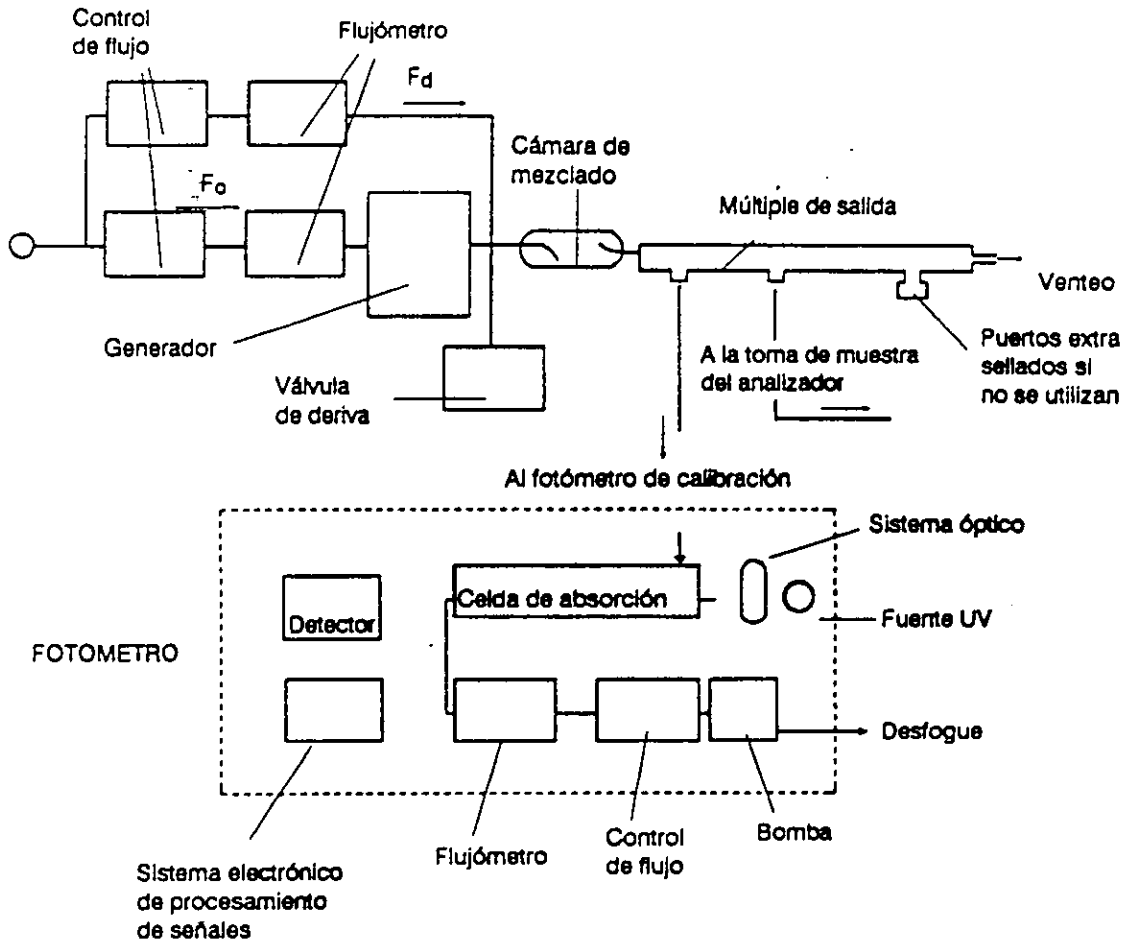 Control
de flujo
Flujómetro
Fd
Fo
Cámara de
mezclado
Múltiple de salida
Venteo
Generador
Válvula
de deriva
A la toma de muestra
del analizador
Puertos extra
sellados si
no se utilizan
Al fotómetro de calibración
Sistema óptico
Celda de absorción
Detector
Fuente UV
FOTOMETRO
Desfogue
Flujómetro
Control
de flujo
Bomba
Sistema electrónico
de procesamiento
de señales